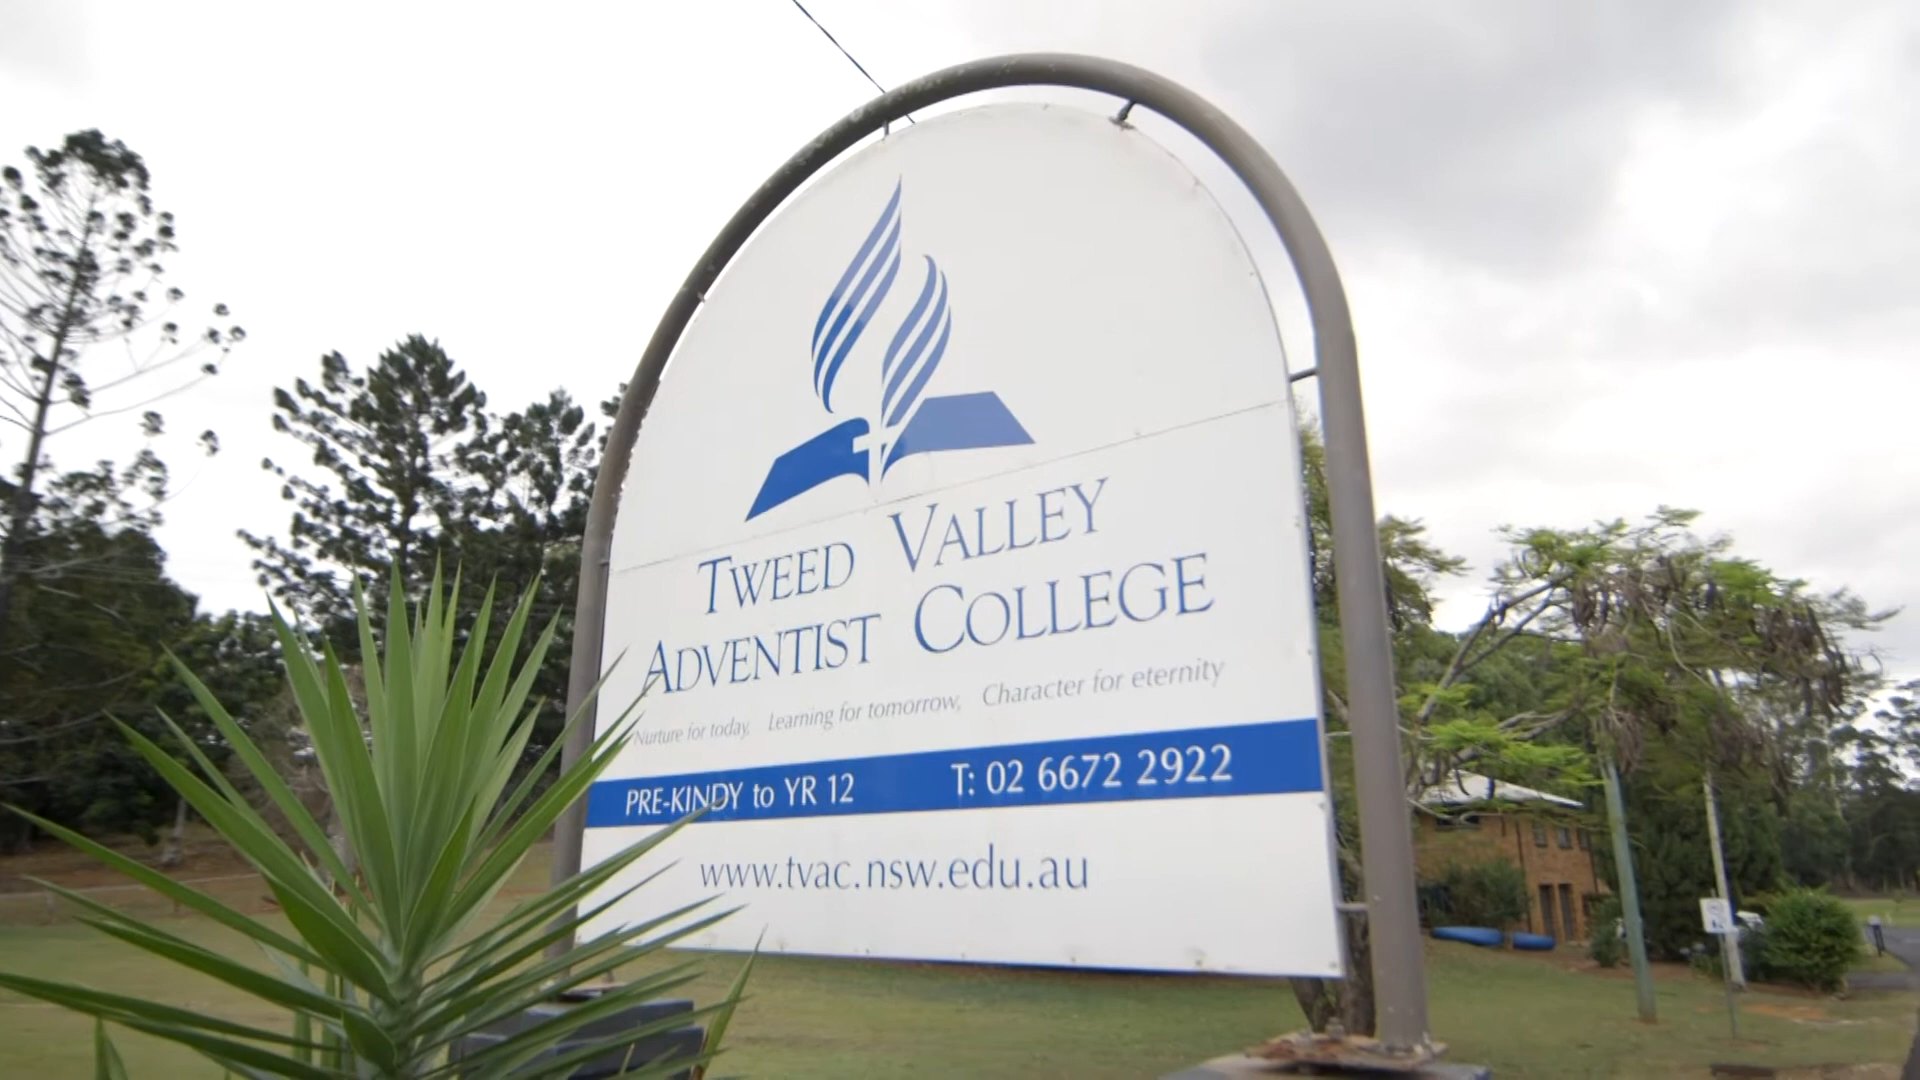 TWEED VALLEY
ADVENTIST COLLEGE
Nurture for today, Learning for tomorrow, Character for eternity
PRE-KINDY to YR 12 T: 02 6672 2922
www.tvac.nsw.edu.au